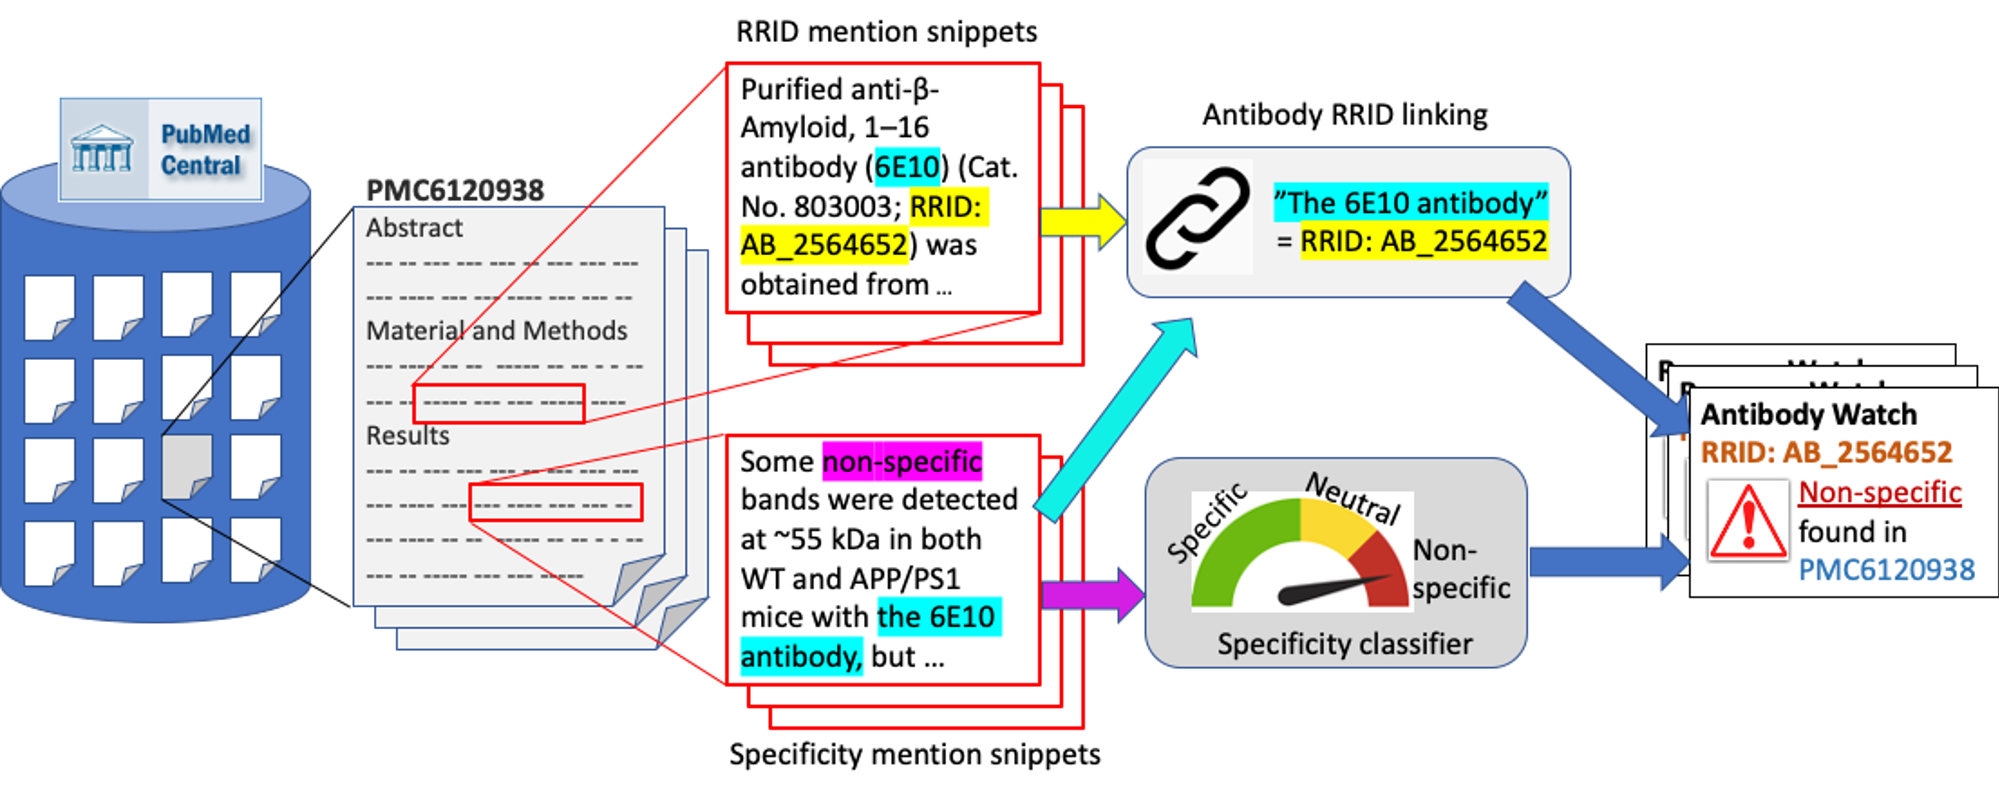 RRID mention snippets
PubMed
Central
PMC6120938
Abstract
Material and Methods
Results
Purified anti-β-
Amyloid, 1–16
antibody (6E10) (Cat.
No. 803003; RRID:
AB_2564652) was
obtained from ...
Some non-specific
bands were detected
at ~55 kDa in both
WT and APP/PS1
mice with the 6E10
antibody, but ...
Specificity mention snippets
Antibody RRID linking
”The 6E10 antibody”
= RRID: AB_2564652
Specific
Neutral
Non-
specific
Specificity classifier
Antibody Watch
RRID: AB_2564652
Non-specific
found in
PMC6120938